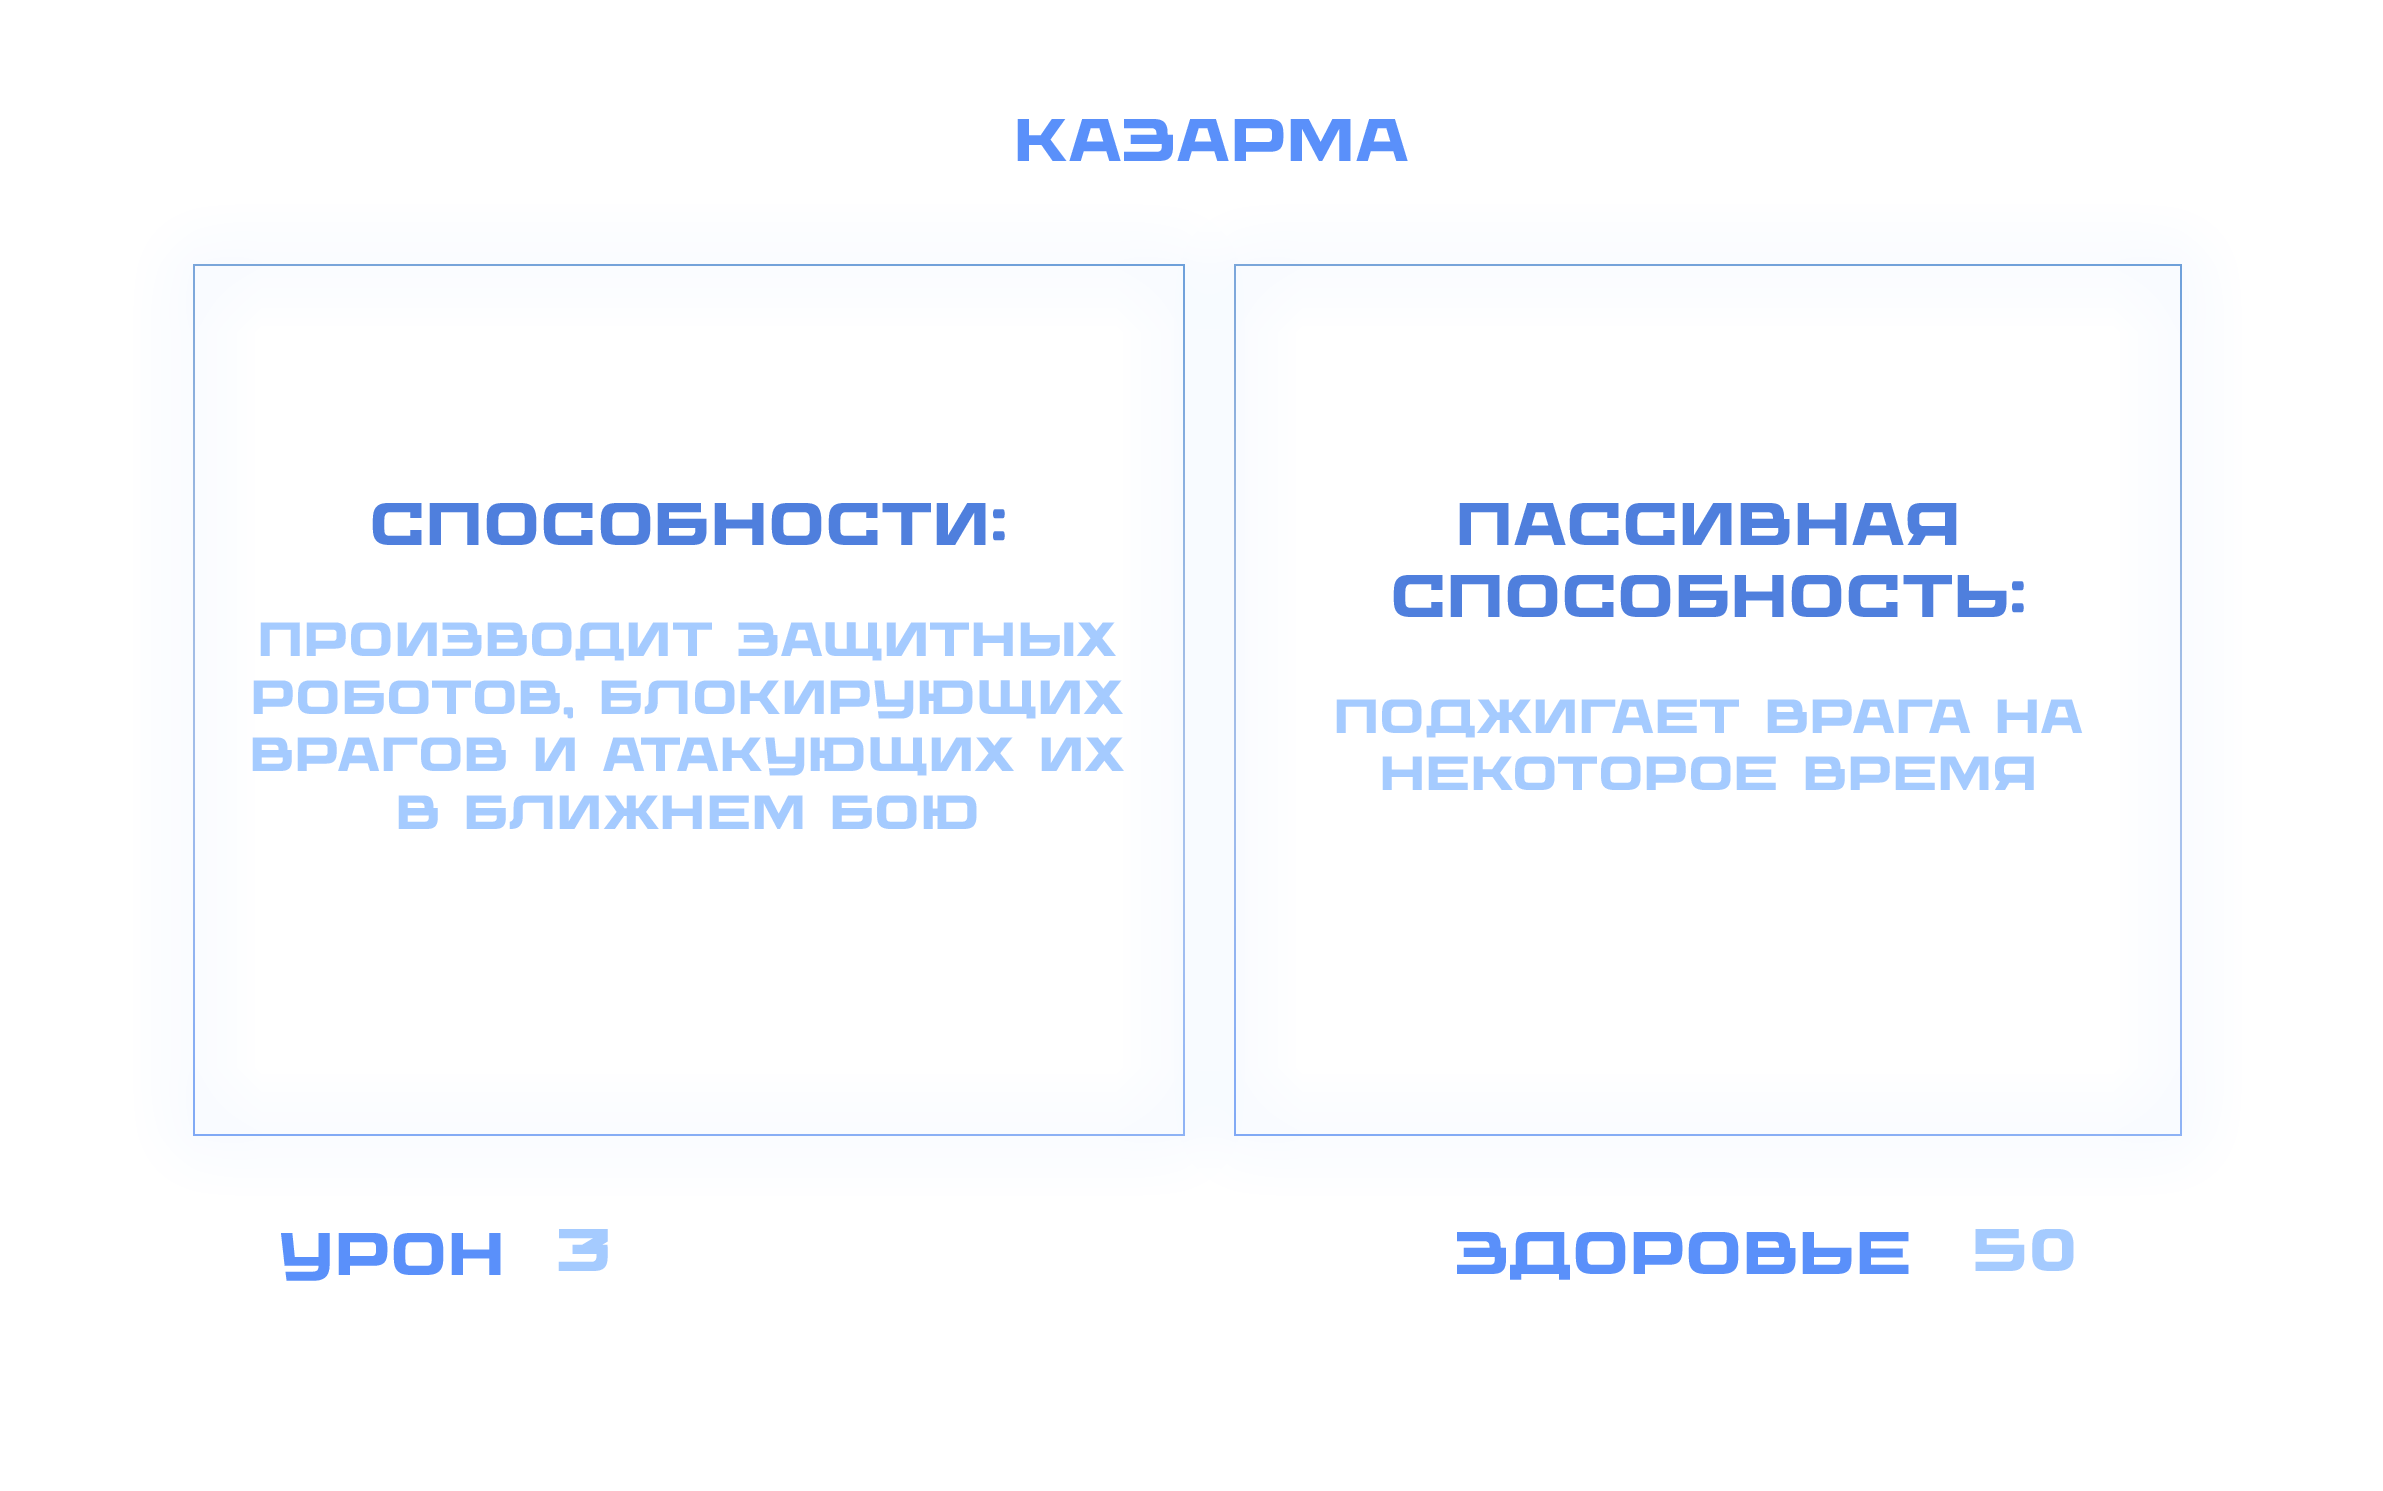 КАЗАРМА
СПОСОБНОСТИ:
ПРОИЗВОДИТ ЗАЩИТНЫХ
РОБОТОВ, БЛОКИРУЮЩИХ
ВРАГОВ И АТАКУЮЩИХ ИХ
В БЛИЖНЕМ БОЮ
ПАССИВНАЯ
СПОСОБНОСТЬ:
ПОДЖИГАЕТ ВРАГА НА
НЕКОТОРОЕ ВРЕМЯ
УРОН 3
ЗДОРОВЬЕ 50